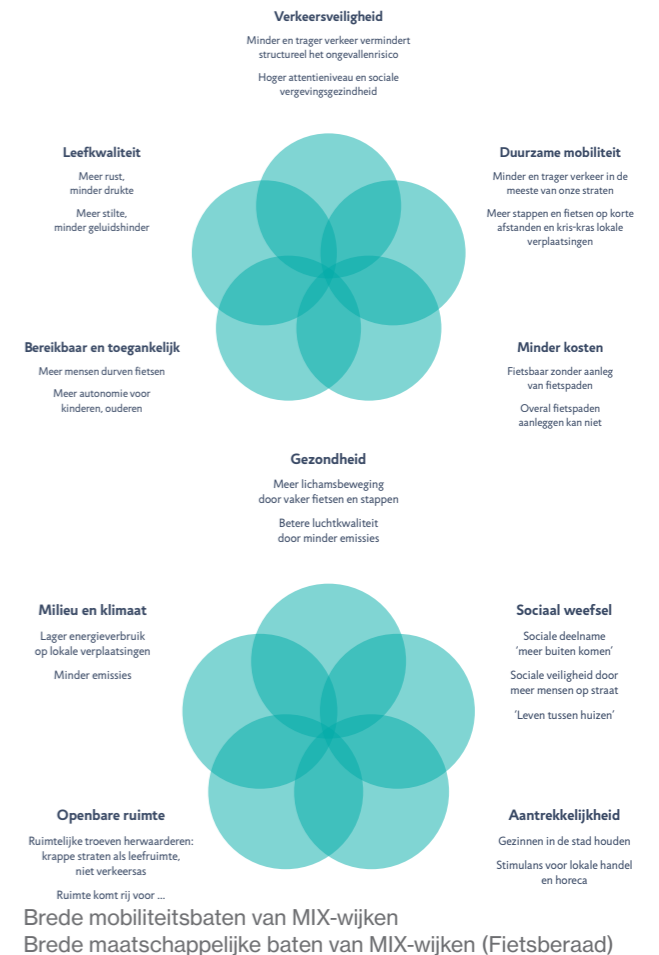 Verkeersveiligheid
Minder en trager verkeer vermindert
structureel het ongevallenrisico
Hoger attentieniveau en sociale
vergevingsgezindheid
Leefkwaliteit
Meer rust,
minder drukte
Meer stilte,
minder geluidshinder
Duurzame mobiliteit
Minder en trager verkeer in de
meeste van onze straten
Meer stappen en fietsen op korte
afstanden en kris-kras lokale
verplaatsingen
Bereikbaar en toegankelijk
Meer mensen durven fietsen
Meer autonomie voor
kinderen, ouderen
Minder kosten
Fietsbaar zonder aanleg
van fietspaden
Overal fietspaden
aanleggen kan niet
Gezondheid
Meer lichamsbeweging
door vaker fietsen en stappen
Betere luchtkwaliteit
door minder emissies
Milieu en klimaat
Lager energieverbruik
op lokale verplaatsingen
Minder emissies
Sociaal weefsel
Sociale deelname
‘meer buiten komen’
Sociale veiligheid door
meer mensen op straat
‘Leven tussen huizen’
Openbare ruimte
Ruimtelijke troeven herwaarderen:
krappe straten als leefruimte,
niet verkeersas
Ruimte komt rij voor ...
Aantrekkelijkheid
Gezinnen in de stad houden
Stimulans voor lokale handel
en horeca
Brede mobiliteitsbaten van MIX-wijken
Brede maatschappelijke baten van MIX-wijken (Fietsberaad)